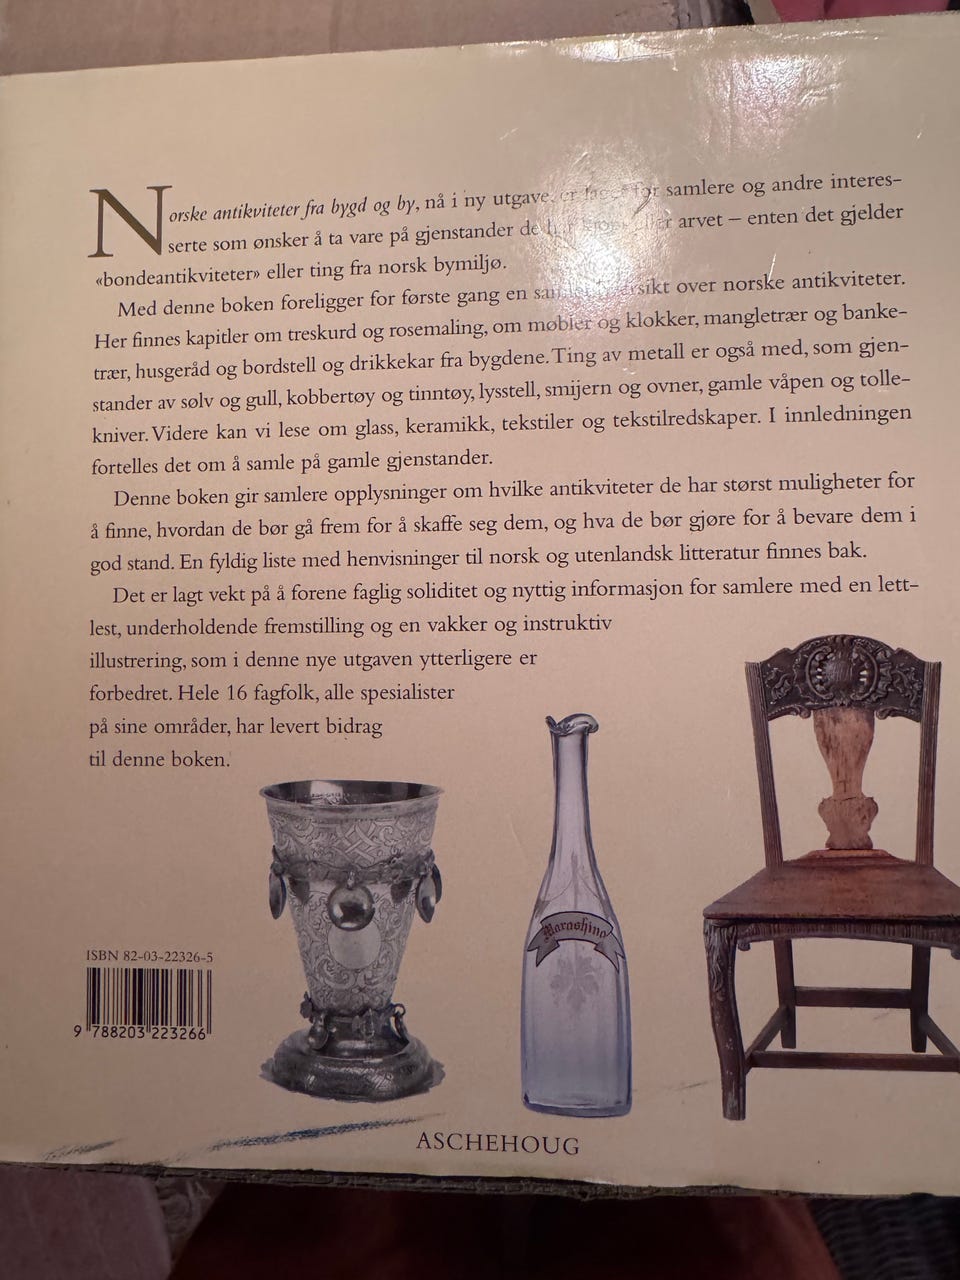 Norske antikviteter fra bygd og by, nå i ny utgave, er laget for samlere og andre interes-
serte som ønsker å ta vare på gjenstander de har arvet – enten det gjelder
«bondeantikviteter» eller ting fra norsk bymiljø.
Med denne boken foreligger for første gang en samlet oversikt over norske antikviteter.
Her finnes kapitler om treskurd og rosemaling, om møbler og klokker, mangletrær og banke-
trær, husgeråd og bordstell og drikkekar fra bygdene. Ting av metall er også med, som gjen-
stander av sølv og gull, kobbertøy og tinntøy, lysstell, smijern og ovner, gamle våpen og tolle-
kniver. Videre kan vi lese om glass, keramikk, tekstiler og tekstilredskaper. I innledningen
fortelles det om å samle på gamle gjenstander.
Denne boken gir samlere opplysninger om hvilke antikviteter de har størst muligheter for
å finne, hvordan de bør gå frem for å skaffe seg dem, og hva de bør gjøre for å bevare dem i
god stand. En fyldig liste med henvisninger til norsk og utenlandsk litteratur finnes bak.
Det er lagt vekt på å forene faglig soliditet og nyttig informasjon for samlere med en lett-
lest, underholdende fremstilling og en vakker og instruktiv
illustrering, som i denne nye utgaven ytterligere er
forbedret. Hele 16 fagfolk, alle spesialister
på sine områder, har levert bidrag
til denne boken.
Marashino
ISBN 82-03-22326-5
9 788203 223266
ASCHEHOUG